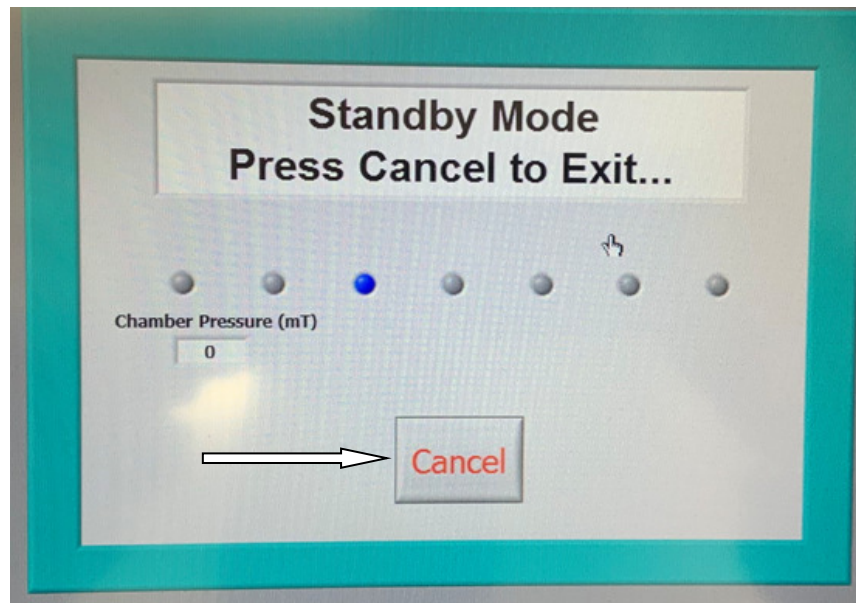 Standby Mode
Press Cancel to Exit...
Chamber Pressure (mT)
0
Cancel